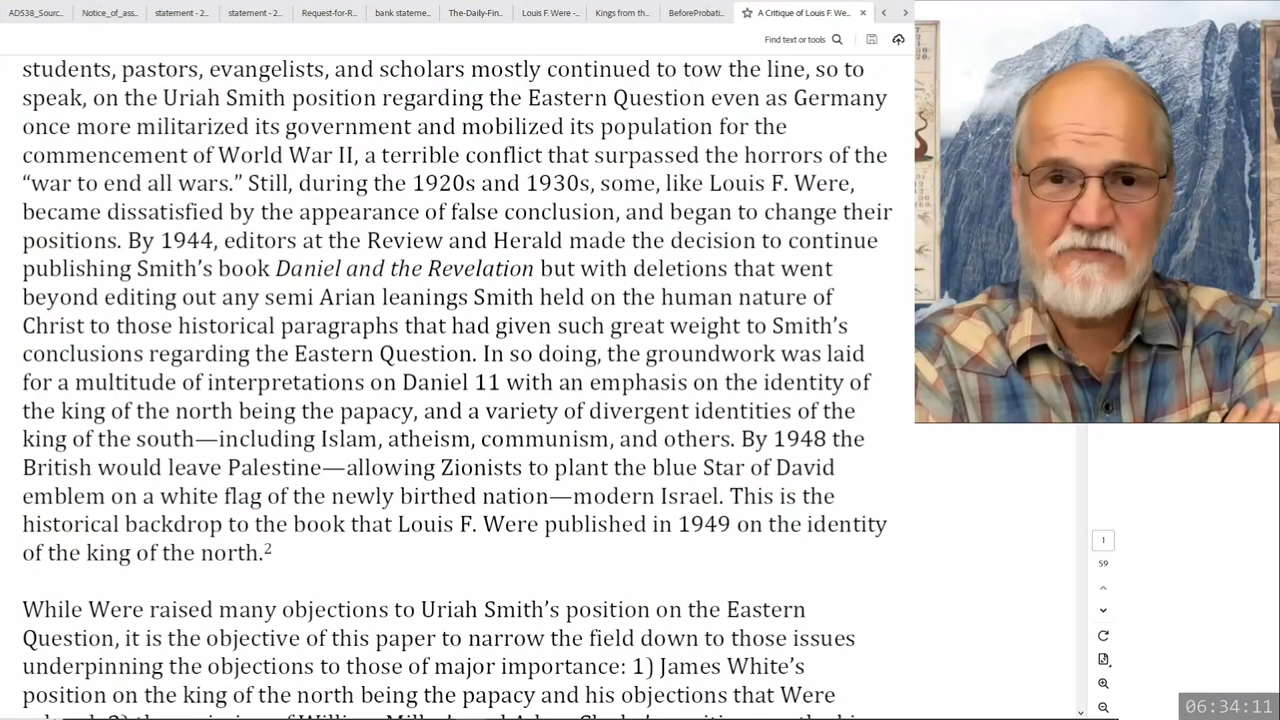 AD538_Sourc... Notice_of_ass... statement - 2... statement - 2... Request-for-R... bank stateme... The-Daily-Fin... Louis F. Were -... Kings from th... BeforeProbati... A Critique of Louis F. We...
Find text or tools
students, pastors, evangelists, and scholars mostly continued to tow the line, so to
speak, on the Uriah Smith position regarding the Eastern Question even as Germany
once more militarized its government and mobilized its population for the
commencement of World War II, a terrible conflict that surpassed the horrors of the
“war to end all wars.” Still, during the 1920s and 1930s, some, like Louis F. Were,
became dissatisfied by the appearance of false conclusion, and began to change their
positions. By 1944, editors at the Review and Herald made the decision to continue
publishing Smith’s book Daniel and the Revelation but with deletions that went
beyond editing out any semi Arian leanings Smith held on the human nature of
Christ to those historical paragraphs that had given such great weight to Smith’s
conclusions regarding the Eastern Question. In so doing, the groundwork was laid
for a multitude of interpretations on Daniel 11 with an emphasis on the identity of
the king of the north being the papacy, and a variety of divergent identities of the
king of the south—including Islam, atheism, communism, and others. By 1948 the
British would leave Palestine—allowing Zionists to plant the blue Star of David
emblem on a white flag of the newly birthed nation—modern Israel. This is the
historical backdrop to the book that Louis F. Were published in 1949 on the identity
of the king of the north.2
While Were raised many objections to Uriah Smith’s position on the Eastern
Question, it is the objective of this paper to narrow the field down to those issues
underpinning the objections to those of major importance: 1) James White’s
position on the king of the north being the papacy and his objections that Were
1
59
06:34:11